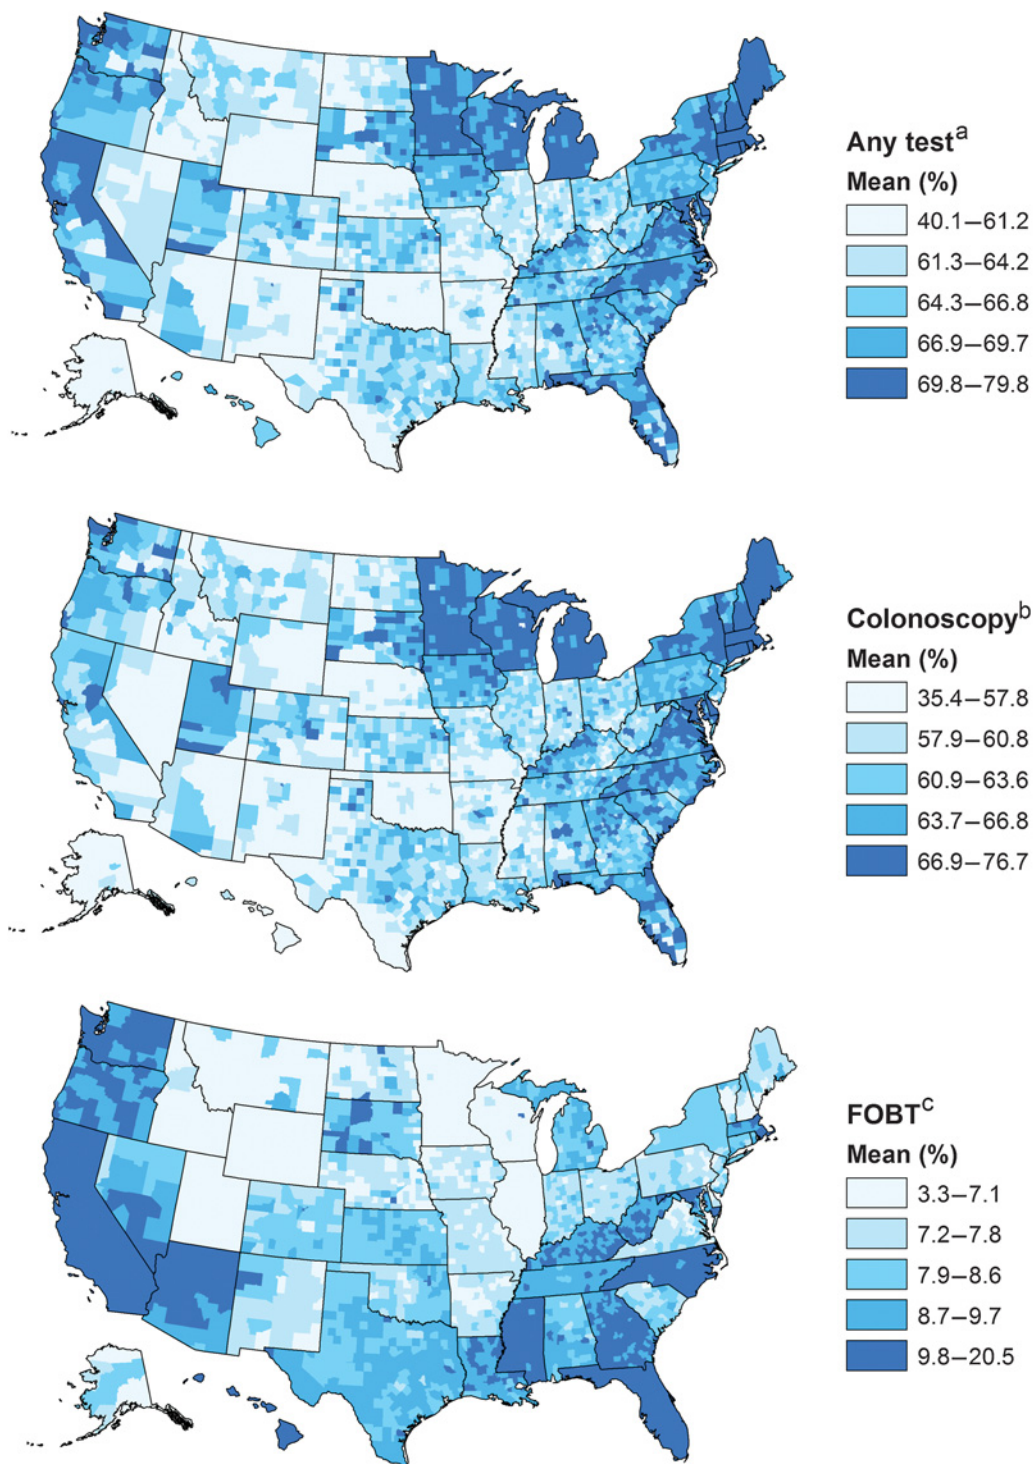 Any testa
Mean (%)
40.1–61.2
61.3–64.2
64.3–66.8
66.9–69.7
69.8–79.8
Colonoscopyb
Mean (%)
35.4–57.8
57.9–60.8
60.9–63.6
63.7–66.8
66.9–76.7
FOBTc
Mean (%)
3.3–7.1
7.2–7.8
7.9–8.6
8.7–9.7
9.8–20.5